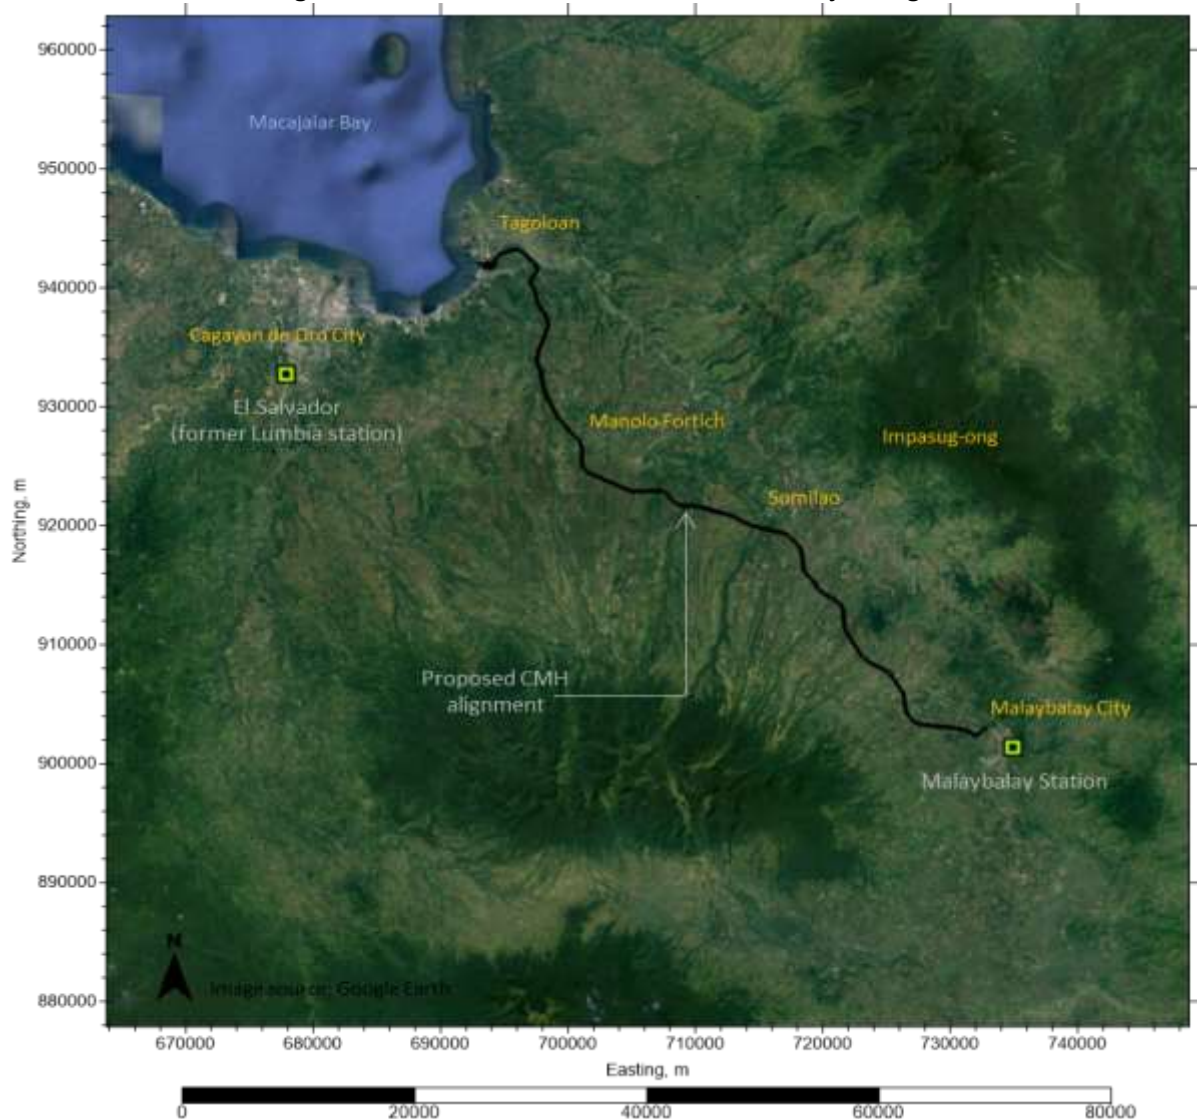 960000
Macajalar Bay
950000
Tagoloan
940000
Cagayan de Oro City
930000
El Salvador
(former Lumbia station)
Manolo Fortich
Impasug-ong
Sumilao
920000
Northing, m
910000
Proposed CMH
alignment
Malaybalay City
900000
Malaybalay Station
890000
N
Image source: Google Earth
880000
670000 680000 690000 700000 710000 720000 730000 740000
Easting, m
0 20000 40000 60000 80000